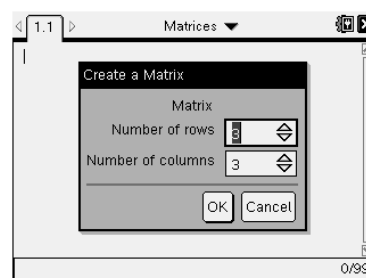 1.1 Matrices
Create a Matrix
Matrix
Number of rows 3
Number of columns 3
OK Cancel
0/99